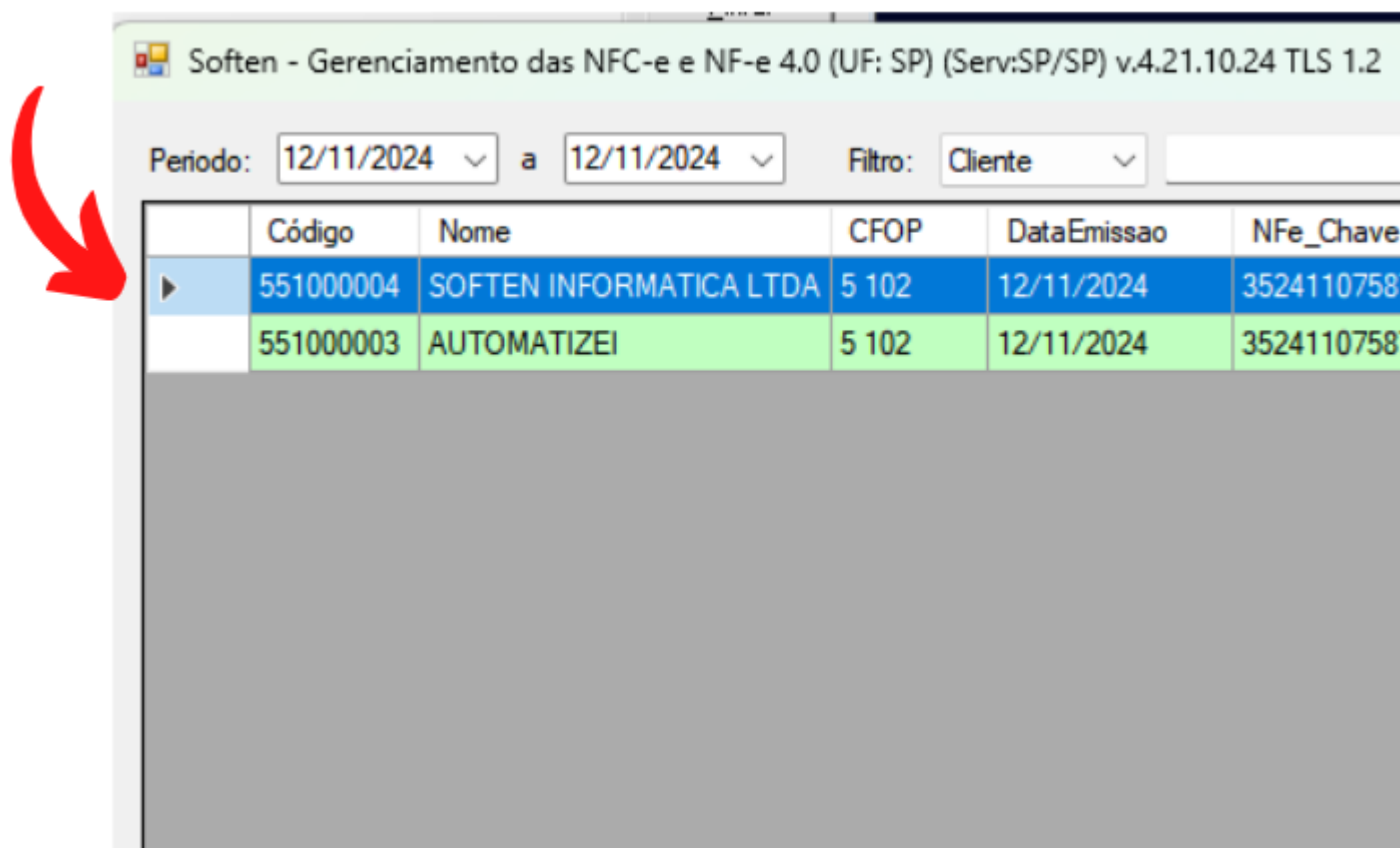 Soften - Gerenciamento das NFC-e e NF-e 4.0 (UF: SP) (Serv:SP/SP) v.4.21.10.24 TLS 1.2
Periodo: 12/11/2024 a 12/11/2024 Filtro: Cliente
Código Nome CFOP DataEmissao NFe_Chave
551000004 SOFTEN INFORMATICA LTDA 5 102 12/11/2024 3524110758
551000003 AUTOMATIZEI 5 102 12/11/2024 3524110758